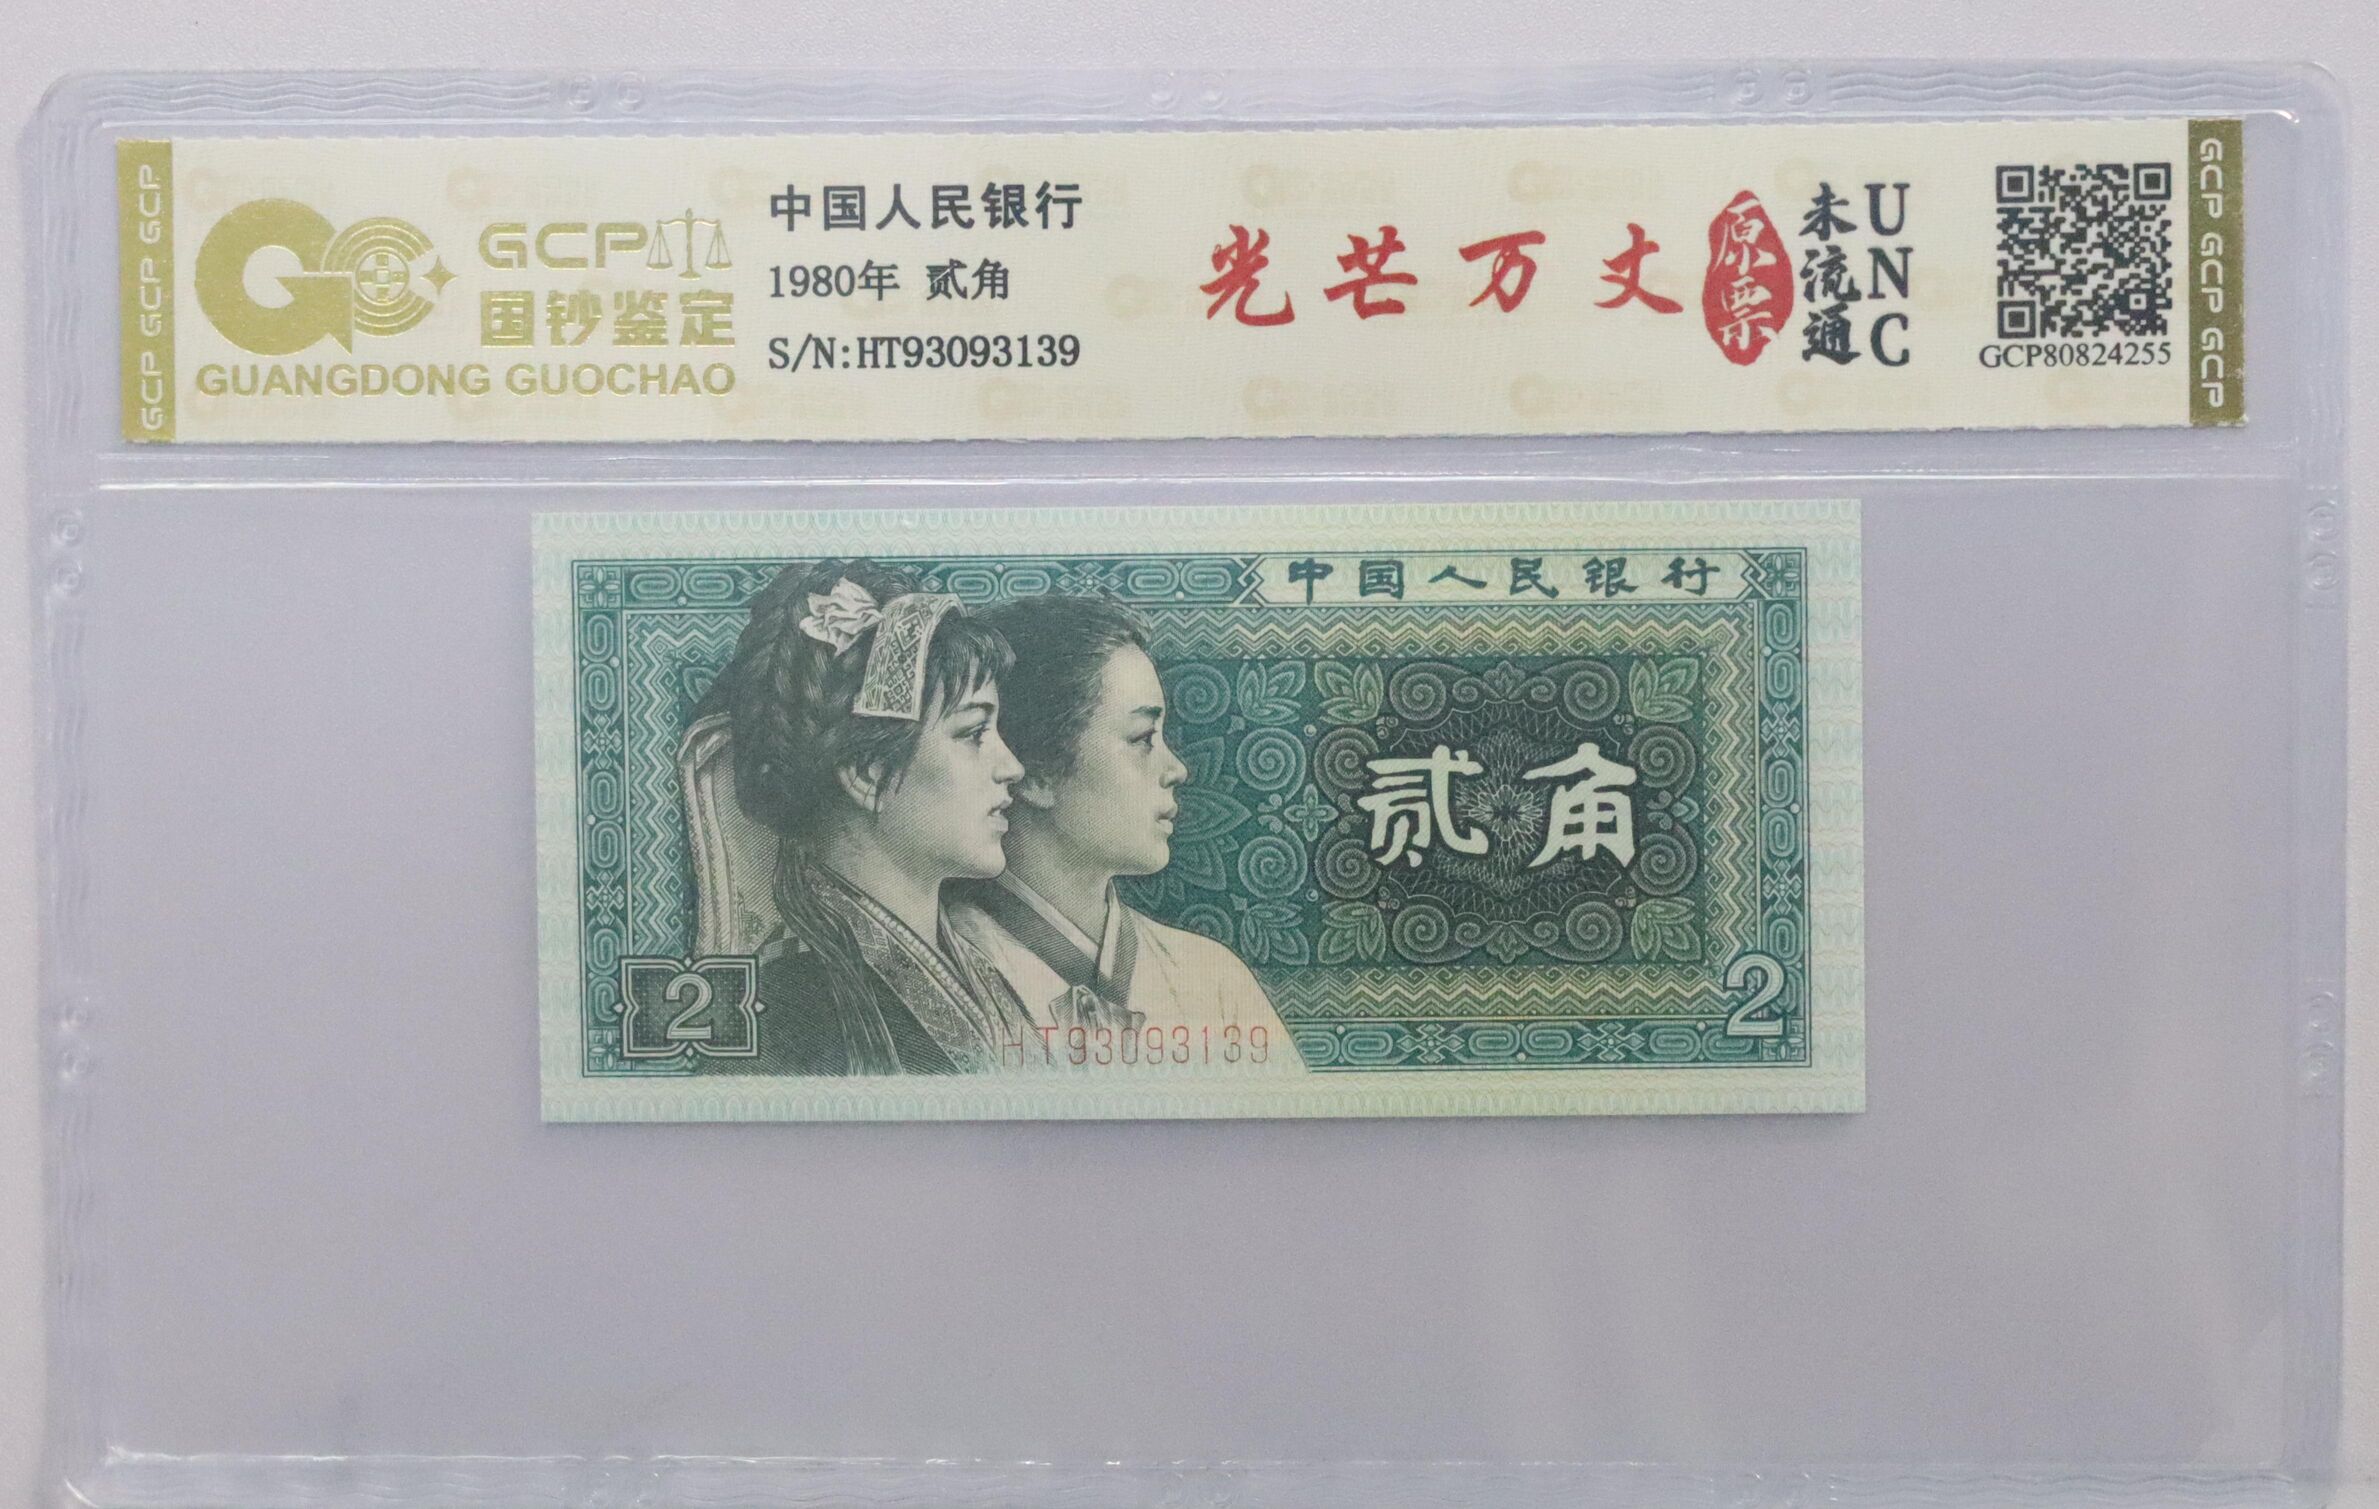 GCP GCP GCP
GCP
国钞鉴定
GUANGDONG GUOCHAO
中国人民银行
1980年 贰角
S/N:HT93093139
光芒万丈
原票
未流通
UNC
GCP80824255
GCP GCP GCP
中国人民银行
贰角
2
2
HT93093139